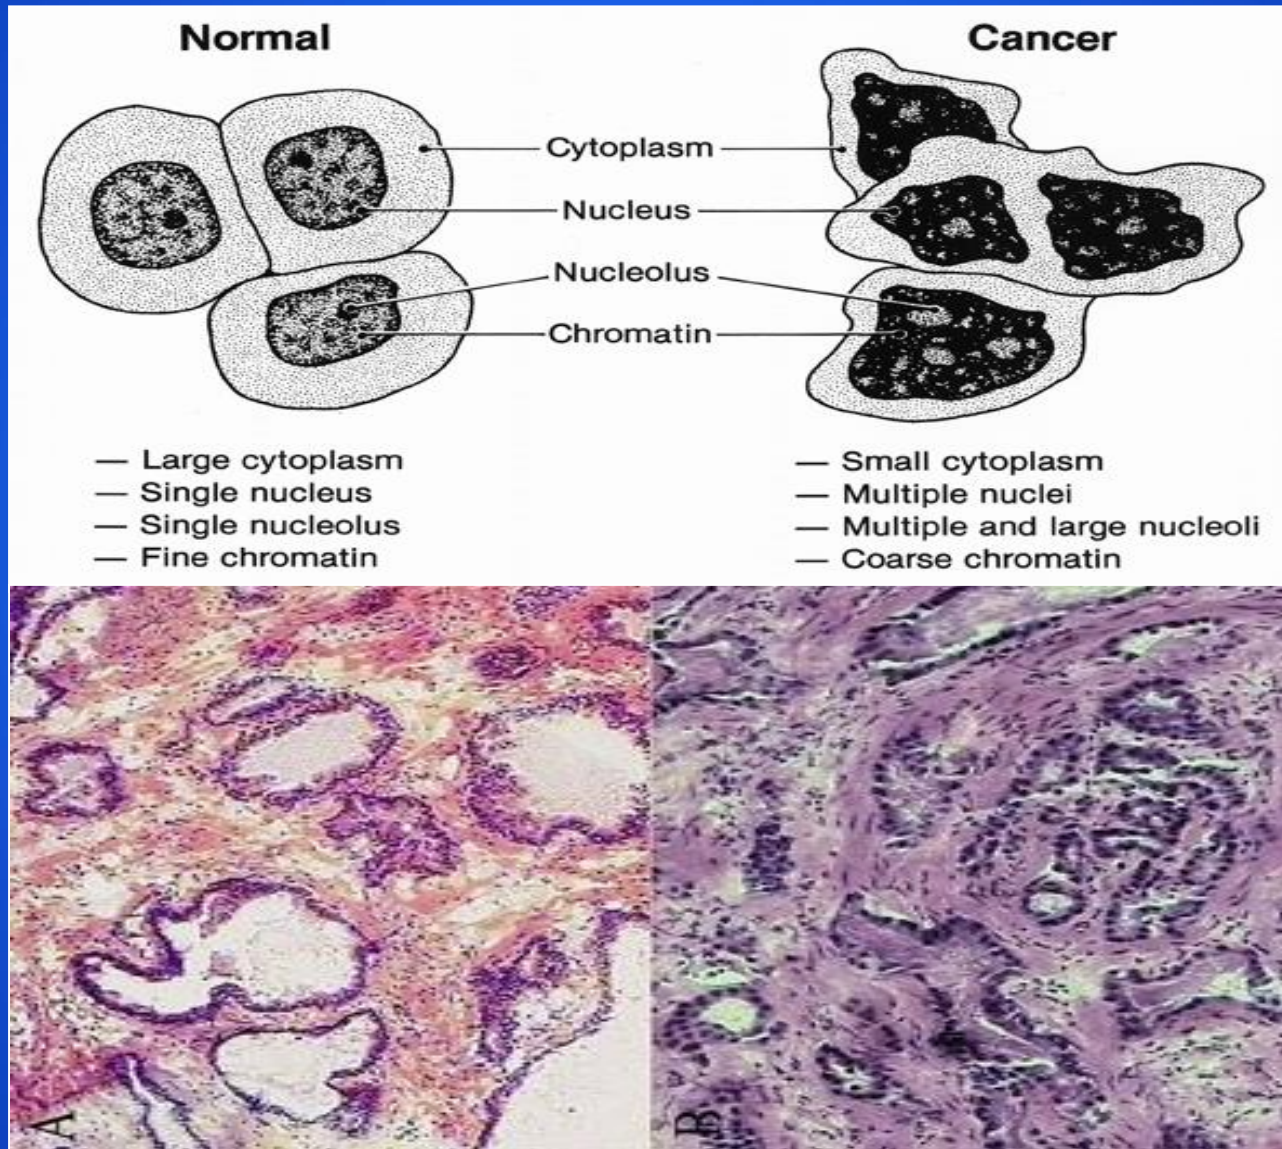 Normal
Cancer
Cytoplasm
Nucleus
Nucleolus
Chromatin
— Large cytoplasm
— Single nucleus
— Single nucleolus
— Fine chromatin
— Small cytoplasm
— Multiple nuclei
— Multiple and large nucleoli
— Coarse chromatin
A
B